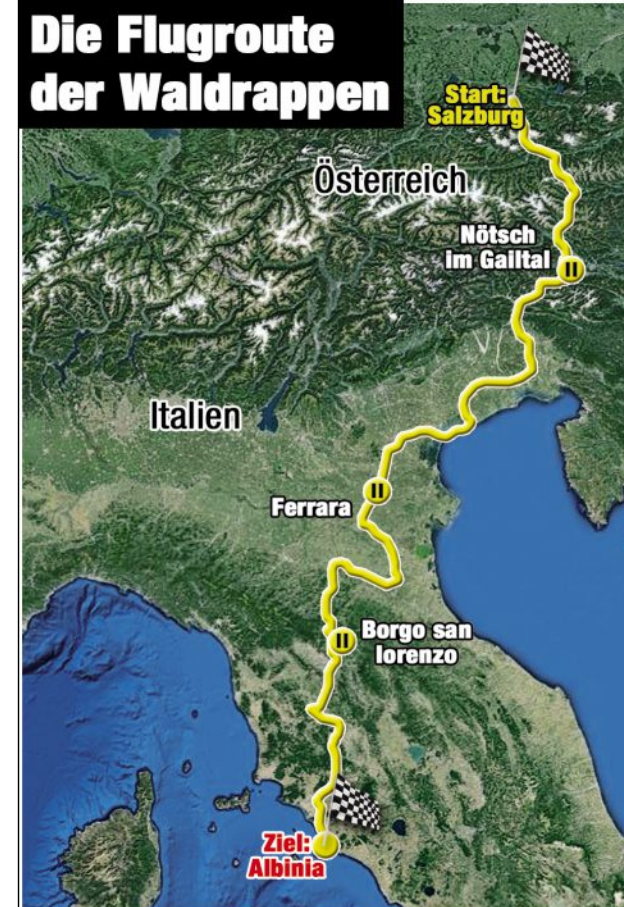 Die Flugroute
der Waldrappen
Start:
Salzburg
Österreich
Nötsch
im Gailtal
Italien
Ferrara
Borgo san
lorenzo
Ziel:
Albinia